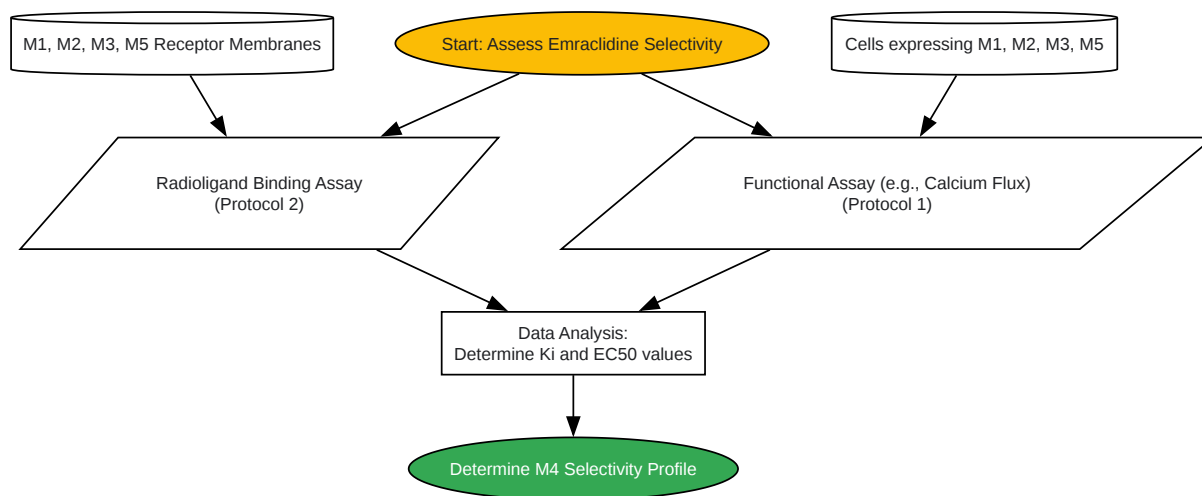 M1, M2, M3, M5 Receptor Membranes
Start: Assess Emraclidine Selectivity
Cells expressing M1, M2, M3, M5
Radioligand Binding Assay
(Protocol 2)
Functional Assay (e.g., Calcium Flux)
(Protocol 1)
Data Analysis:
Determine Ki and EC50 values
Determine M4 Selectivity Profile